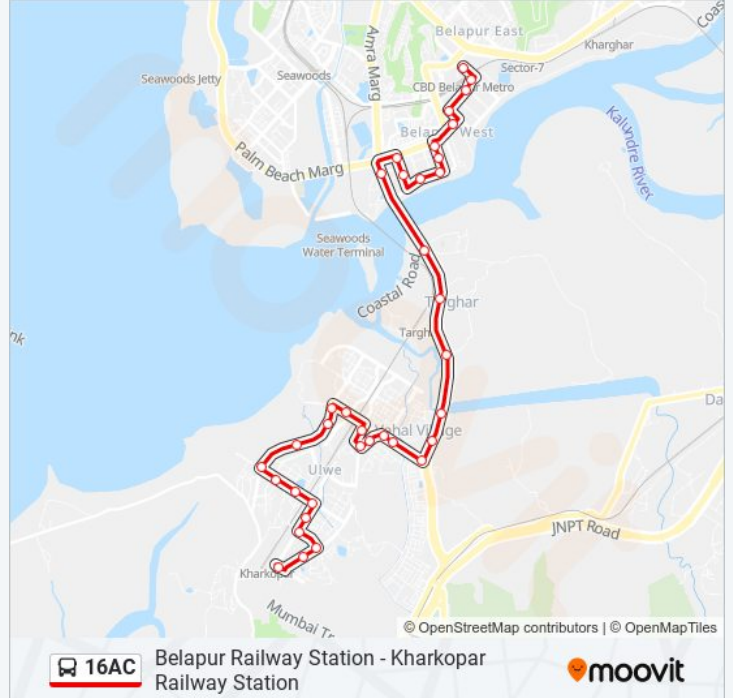 Coas
Belapur East
Kharghar
Amra Marg
Sector-7
Seawoods Jetty
Seawoods
CBD Belapur Metro
Belapur West
Kalundre River
Palm Beach Marg
Seawoods
Water Terminal
Coastal Road
Targhar
Targh
nk
Da
Vahal Village
Ulwe
JNPT Road
Kharkopar
Mumbai Tr
© OpenStreetMap contributors | © OpenMapTiles
16AC
Belapur Railway Station - Kharkopar
Railway Station
moovit